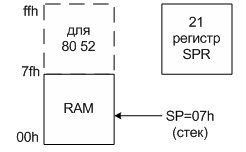 ffh
для
80 52
21
регистр
SPR
7fh
RAM
SP=07h
(стек)
00h